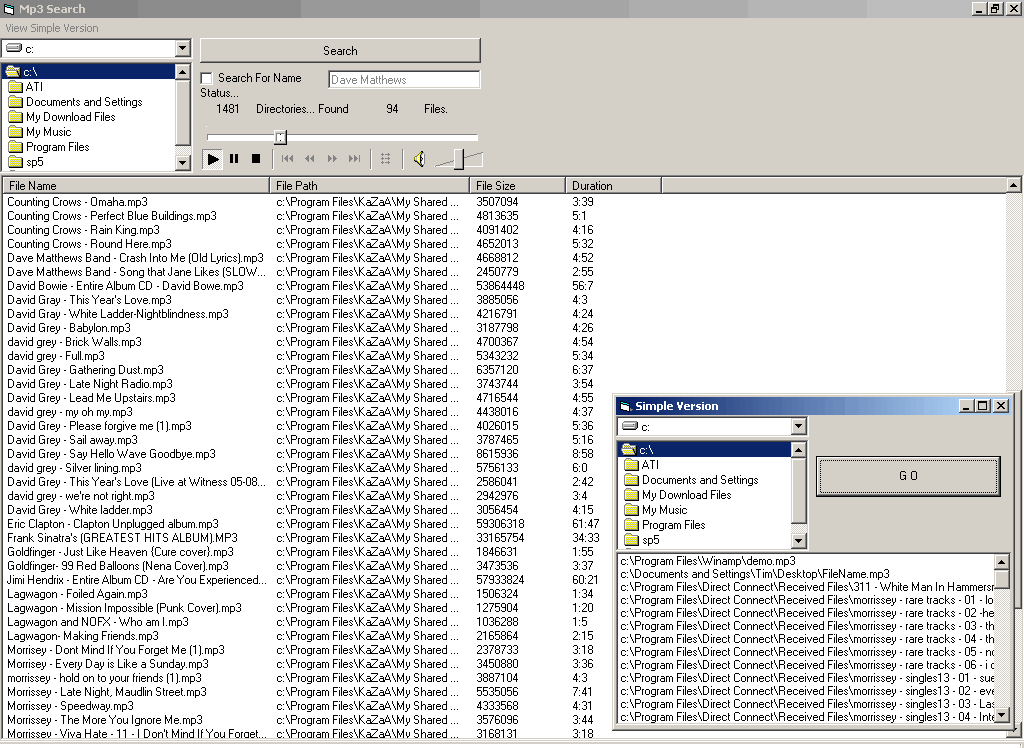 Mp3 Search
View Simple Version
c:
Search
c:\
ATI
Documents and Settings
My Download Files
My Music
Program Files
sp5
Search For Name
Dave Matthews
Status...
1481 Directories... Found 94 Files.
File Name File Path File Size Duration
Counting Crows - Omaha.mp3 c:\Program Files\KaZaA\My Shared ... 3507094 3:39
Counting Crows - Perfect Blue Buildings.mp3 c:\Program Files\KaZaA\My Shared ... 4813635 5:1
Counting Crows - Rain King.mp3 c:\Program Files\KaZaA\My Shared ... 4091402 4:16
Counting Crows - Round Here.mp3 c:\Program Files\KaZaA\My Shared ... 4652013 5:32
Dave Matthews Band - Crash Into Me (Old Lyrics).mp3 c:\Program Files\KaZaA\My Shared ... 4668812 4:52
Dave Matthews Band - Song that Jane Likes (SLOW... c:\Program Files\KaZaA\My Shared ... 2450779 2:55
David Bowie - Entire Album CD - David Bowe.mp3 c:\Program Files\KaZaA\My Shared ... 53864448 56:7
David Gray - This Year's Love.mp3 c:\Program Files\KaZaA\My Shared ... 3885056 4:3
David Gray - White Ladder-Nightblindness.mp3 c:\Program Files\KaZaA\My Shared ... 4216791 4:24
David Grey - Babylon.mp3 c:\Program Files\KaZaA\My Shared ... 3187798 4:26
david grey - Brick Walls.mp3 c:\Program Files\KaZaA\My Shared ... 4700367 4:54
david grey - Full.mp3 c:\Program Files\KaZaA\My Shared ... 5343232 5:34
David Grey - Gathering Dust.mp3 c:\Program Files\KaZaA\My Shared ... 6357120 6:37
David Grey - Late Night Radio.mp3 c:\Program Files\KaZaA\My Shared ... 3743744 3:54
David Grey - Lead Me Upstairs.mp3 c:\Program Files\KaZaA\My Shared ... 4716544 4:55
david grey - my oh my.mp3 c:\Program Files\KaZaA\My Shared ... 4438016 4:37
David Grey - Please forgive me (1).mp3 c:\Program Files\KaZaA\My Shared ... 4026015 5:36
David Grey - Sail away.mp3 c:\Program Files\KaZaA\My Shared ... 3787465 5:16
David Grey - Say Hello Wave Goodbye.mp3 c:\Program Files\KaZaA\My Shared ... 8615936 8:58
david grey - Silver lining.mp3 c:\Program Files\KaZaA\My Shared ... 5756133 6:0
David Grey - This Year's Love (Live at Witness 05-08... c:\Program Files\KaZaA\My Shared ... 2586041 2:42
david grey - we're not right.mp3 c:\Program Files\KaZaA\My Shared ... 2942976 3:4
David Grey - White ladder.mp3 c:\Program Files\KaZaA\My Shared ... 3056454 4:15
Eric Clapton - Clapton Unplugged album.mp3 c:\Program Files\KaZaA\My Shared ... 59306318 61:47
Frank Sinatra's (GREATEST HITS ALBUM).MP3 c:\Program Files\KaZaA\My Shared ... 33165754 34:33
Goldfinger - Just Like Heaven {Cure cover}.mp3 c:\Program Files\KaZaA\My Shared ... 1846631 1:55
Goldfinger- 99 Red Balloons (Nena Cover).mp3 c:\Program Files\KaZaA\My Shared ... 3473536 3:37
Jimi Hendrix - Entire Album CD - Are You Experienced... c:\Program Files\KaZaA\My Shared ... 57933824 60:21
Lagwagon - Foiled Again.mp3 c:\Program Files\KaZaA\My Shared ... 1506324 1:34
Lagwagon - Mission Impossible (Punk Cover).mp3 c:\Program Files\KaZaA\My Shared ... 1275904 1:20
Lagwagon and NOFX - Who am I.mp3 c:\Program Files\KaZaA\My Shared ... 1036288 1:5
Lagwagon- Making Friends.mp3 c:\Program Files\KaZaA\My Shared ... 2165864 2:15
Morrisey - Dont Mind If You Forget Me (1).mp3 c:\Program Files\KaZaA\My Shared ... 2378733 3:18
Morrisey - Every Day is Like a Sunday.mp3 c:\Program Files\KaZaA\My Shared ... 3450880 3:36
morrissey - hold on to your friends (1).mp3 c:\Program Files\KaZaA\My Shared ... 3887104 4:3
Morrissey - Late Night, Maudlin Street.mp3 c:\Program Files\KaZaA\My Shared ... 5535056 7:41
Morrissey - Speedway.mp3 c:\Program Files\KaZaA\My Shared ... 4333568 4:31
Morrissey - The More You Ignore Me.mp3 c:\Program Files\KaZaA\My Shared ... 3576096 3:44
Morrissey - Viva Hate - 11 - I Don't Mind If You Forget... c:\Program Files\KaZaA\My Shared ... 3168131 3:18
Simple Version
c:
c:\
ATI
Documents and Settings
My Download Files
My Music
Program Files
sp5
G O
c:\Program Files\Winamp\demo.mp3
c:\Documents and Settings\Tim\Desktop\FileName.mp3
c:\Program Files\Direct Connect\Received Files\311 - White Man In Hammersm
c:\Program Files\Direct Connect\Received Files\morrissey - rare tracks - 01 - lo
c:\Program Files\Direct Connect\Received Files\morrissey - rare tracks - 02 - he
c:\Program Files\Direct Connect\Received Files\morrissey - rare tracks - 03 - th
c:\Program Files\Direct Connect\Received Files\morrissey - rare tracks - 04 - th
c:\Program Files\Direct Connect\Received Files\morrissey - rare tracks - 05 - no
c:\Program Files\Direct Connect\Received Files\morrissey - rare tracks - 06 - i c
c:\Program Files\Direct Connect\Received Files\morrissey - singles13 - 01 - sue
c:\Program Files\Direct Connect\Received Files\morrissey - singles13 - 02 - eve
c:\Program Files\Direct Connect\Received Files\morrissey - singles13 - 03 - Las
c:\Program Files\Direct Connect\Received Files\morrissey - singles13 - 04 - Inte